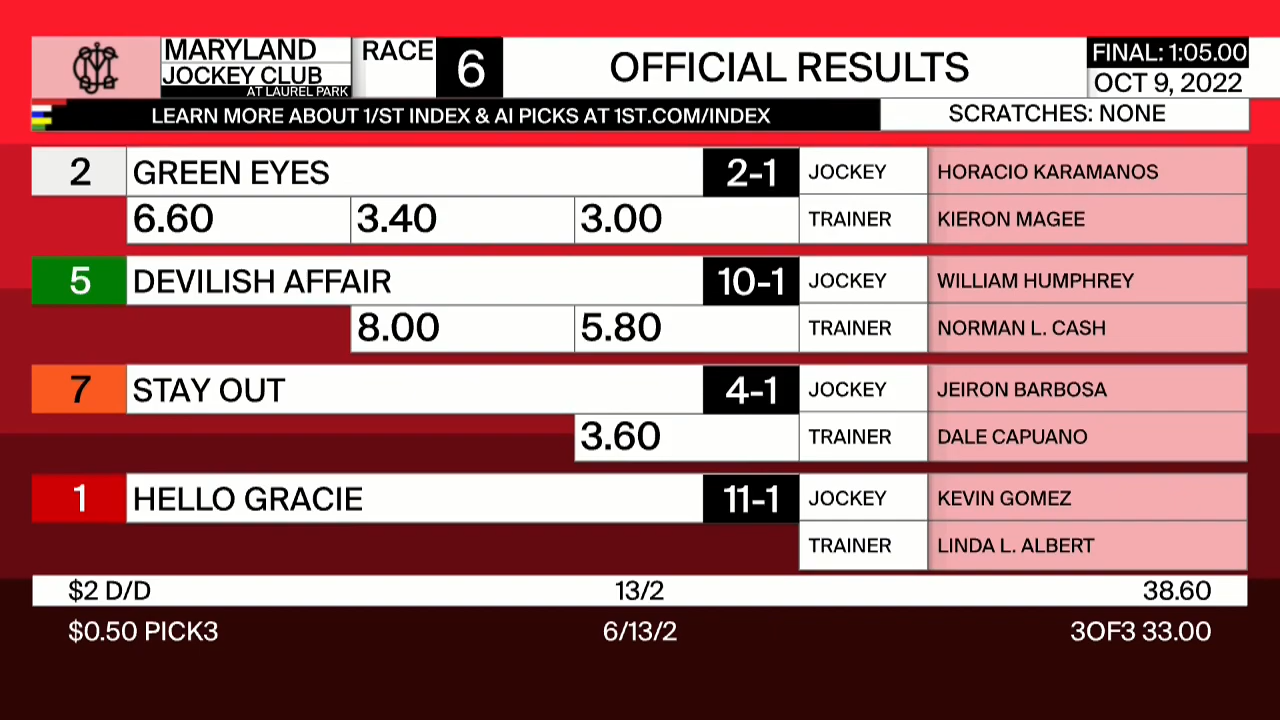 MARYLAND
JOCKEY CLUB
AT LAUREL PARK
RACE 6
OFFICIAL RESULTS
FINAL: 1:05.00
OCT 9, 2022
LEARN MORE ABOUT 1/ST INDEX & AI PICKS AT 1ST.COM/INDEX
SCRATCHES: NONE
2 GREEN EYES 2-1 JOCKEY HORACIO KARAMANOS
6.60 3.40 3.00 TRAINER KIERON MAGEE
5 DEVILISH AFFAIR 10-1 JOCKEY WILLIAM HUMPHREY
8.00 5.80 TRAINER NORMAN L. CASH
7 STAY OUT 4-1 JOCKEY JEIRON BARBOSA
3.60 TRAINER DALE CAPUANO
1 HELLO GRACIE 11-1 JOCKEY KEVIN GOMEZ
TRAINER LINDA L. ALBERT
$2 D/D 13/2 38.60
$0.50 PICK3 6/13/2 3OF3 33.00